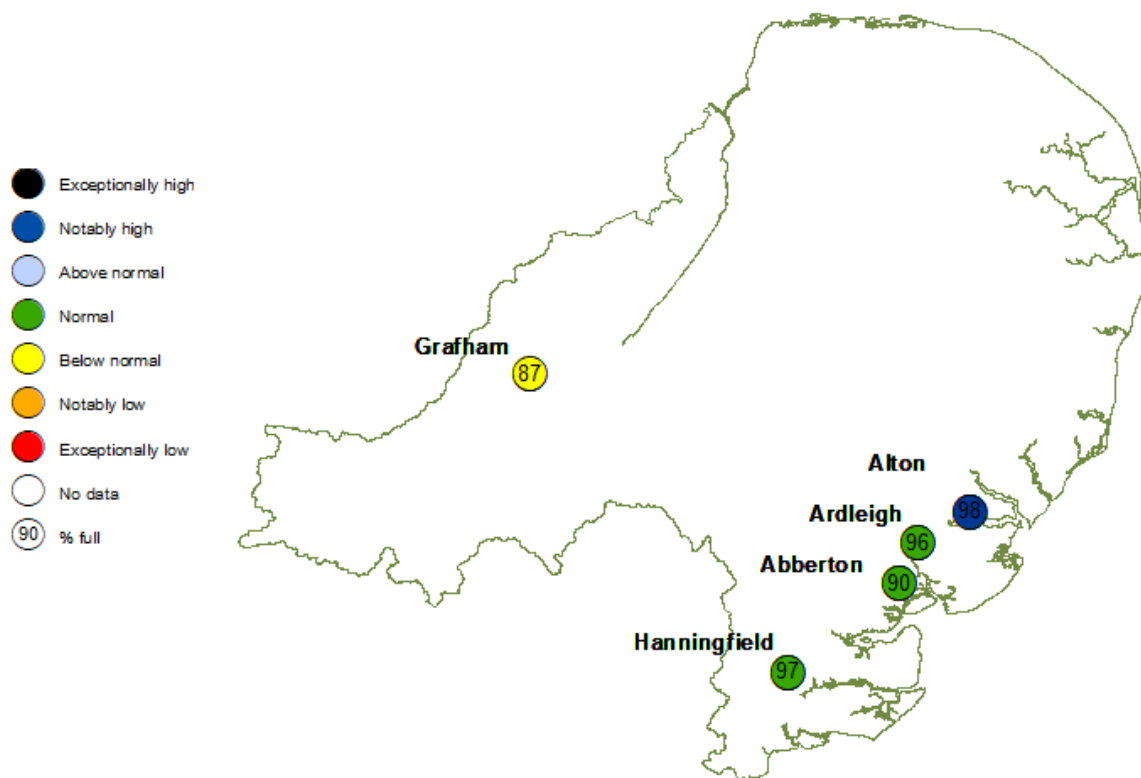 Exceptionally high
Notably high
Above normal
Normal
Below normal
Notably low
Exceptionally low
No data
90 % full
Grafham
87
Alton
98
Ardleigh
96
Abberton
90
Hanningfield
97